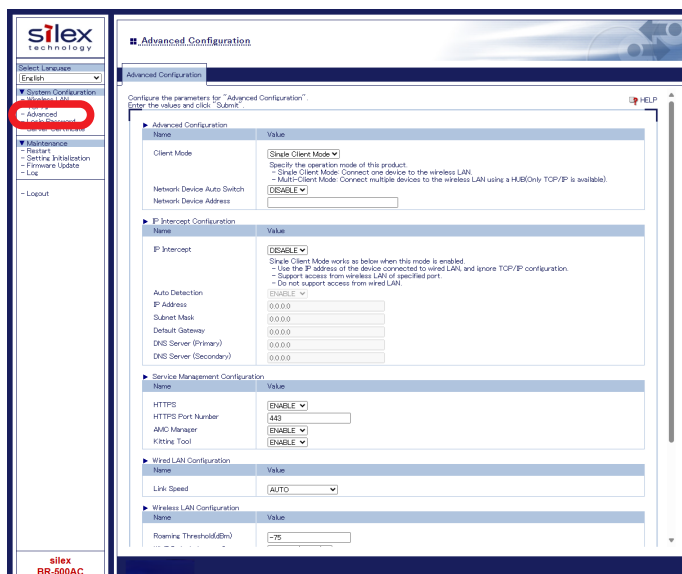 silex
technology
Select Language
English
▼ System Configuration
- Wireless LAN
- Advanced
- Login Password
- Server Certificate
▼ Maintenance
- Restart
- Setting Initialization
- Firmware Update
- Log
- Logout
silex
BR-500AC
Advanced Configuration
Advanced Configuration
Configure the parameters for "Advanced Configuration".
Enter the values and click "Submit".
HELP
▶ Advanced Configuration
Name Value
Client Mode Single Client Mode
Specify the operation mode of this product.
- Single Client Mode: Connect one device to the wireless LAN.
- Multi-Client Mode: Connect multiple devices to the wireless LAN using a HUB(Only TCP/IP is available).
Network Device Auto Switch DISABLE
Network Device Address
▶ IP Intercept Configuration
Name Value
IP Intercept DISABLE
Single Client Mode works as below when this mode is enabled.
- Use the IP address of the device connected to wired LAN, and ignore TCP/IP configuration.
- Support access from wireless LAN of specified port.
- Do not support access from wired LAN.
Auto Detection ENABLE
IP Address 0.0.0.0
Subnet Mask 0.0.0.0
Default Gateway 0.0.0.0
DNS Server (Primary) 0.0.0.0
DNS Server (Secondary) 0.0.0.0
▶ Service Management Configuration
Name Value
HTTPS ENABLE
HTTPS Port Number 443
AMC Manager ENABLE
Kitting Tool ENABLE
▶ Wired LAN Configuration
Name Value
Link Speed AUTO
▶ Wireless LAN Configuration
Name Value
Roaming Threshold(dBm) -75